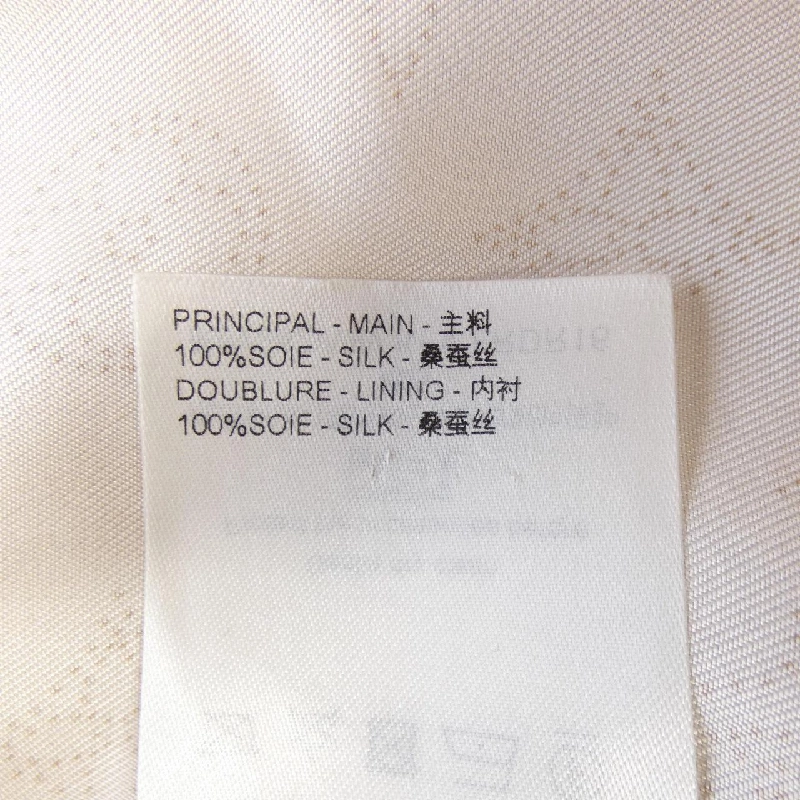 PRINCIPAL - MAIN - 主料
100%SOIE - SILK - 桑蚕丝
DOUBLURE - LINING - 内衬
100%SOIE - SILK - 桑蚕丝